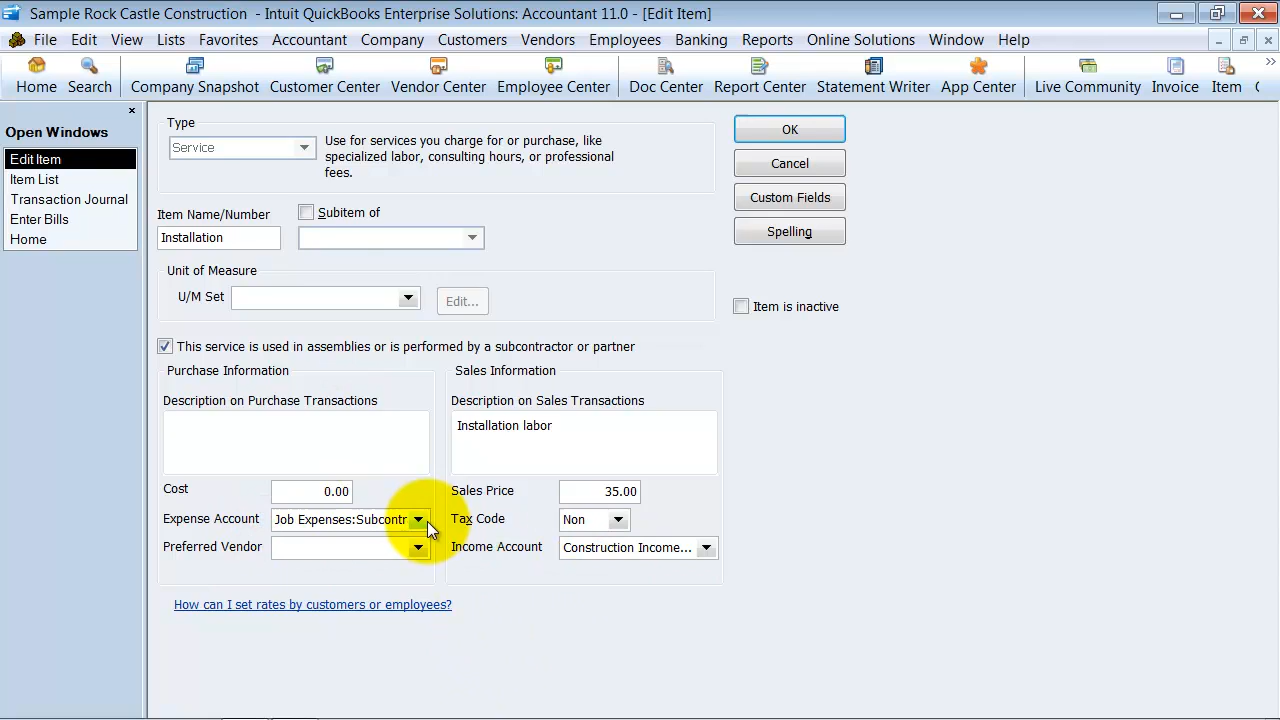 Sample Rock Castle Construction - Intuit QuickBooks Enterprise Solutions: Accountant 11.0 - [Edit Item]
File Edit View Lists Favorites Accountant Company Customers Vendors Employees Banking Reports Online Solutions Window Help
Home Search Company Snapshot Customer Center Vendor Center Employee Center Doc Center Report Center Statement Writer App Center Live Community Invoice Item
Open Windows
Edit Item
Item List
Transaction Journal
Enter Bills
Home
Type
Service
Use for services you charge for or purchase, like
specialized labor, consulting hours, or professional
fees.
OK
Cancel
Custom Fields
Spelling
Item Name/Number
Subitem of
Installation
Unit of Measure
U/M Set
Edit...
Item is inactive
This service is used in assemblies or is performed by a subcontractor or partner
Purchase Information
Description on Purchase Transactions
Cost 0.00
Expense Account Job Expenses:Subcontr
Preferred Vendor
Sales Information
Description on Sales Transactions
Installation labor
Sales Price 35.00
Tax Code Non
Income Account Construction Income...
How can I set rates by customers or employees?